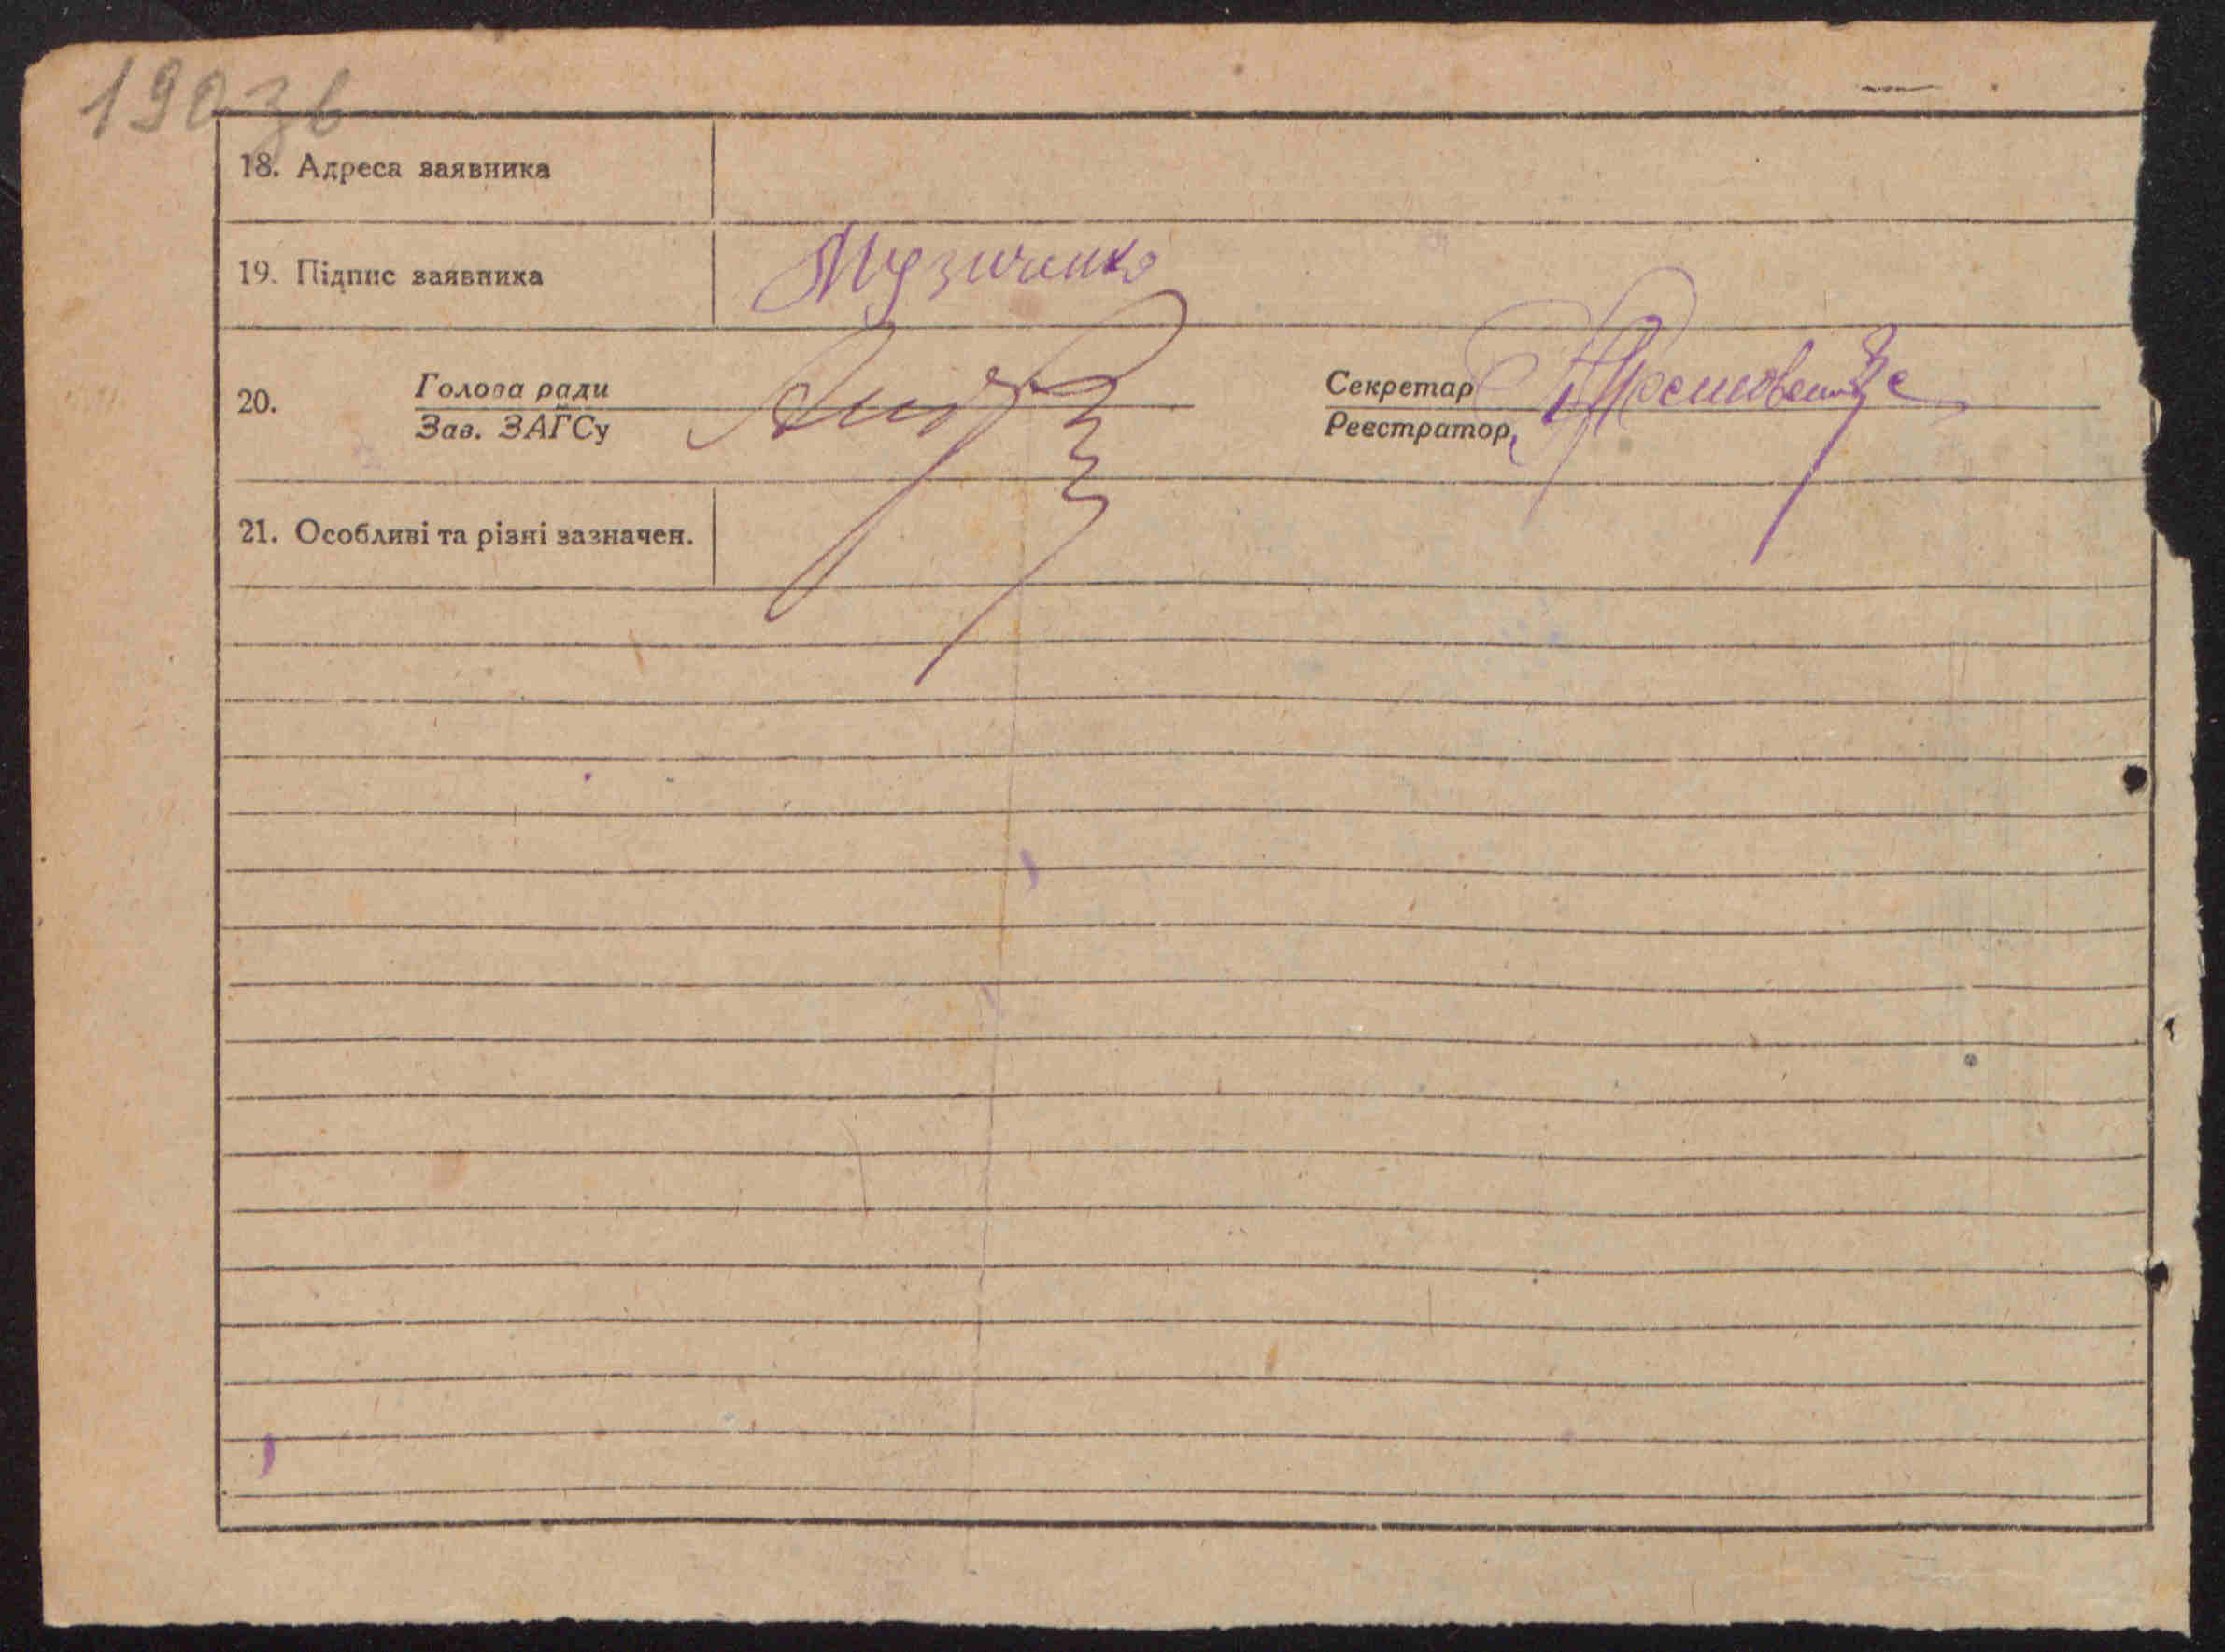 190зв
18. Адреса заявника
19. Підпис заявника Музиченко
20. Голова ради Секретар
Зав. ЗАГСу Реєстратор
21. Особливі та різні зазначен.